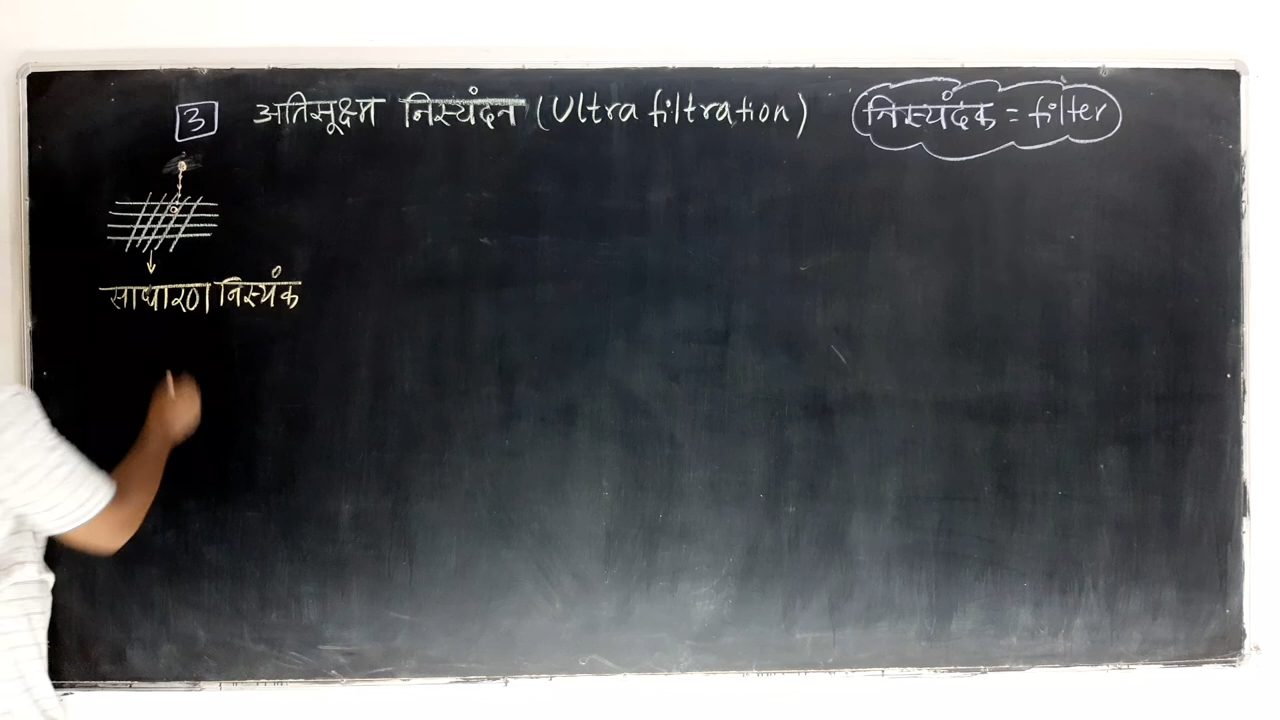 3 अतिसूक्ष्म निस्यंदन (Ultra filtration)
निस्यंदक = filter
साधारण निस्यंक